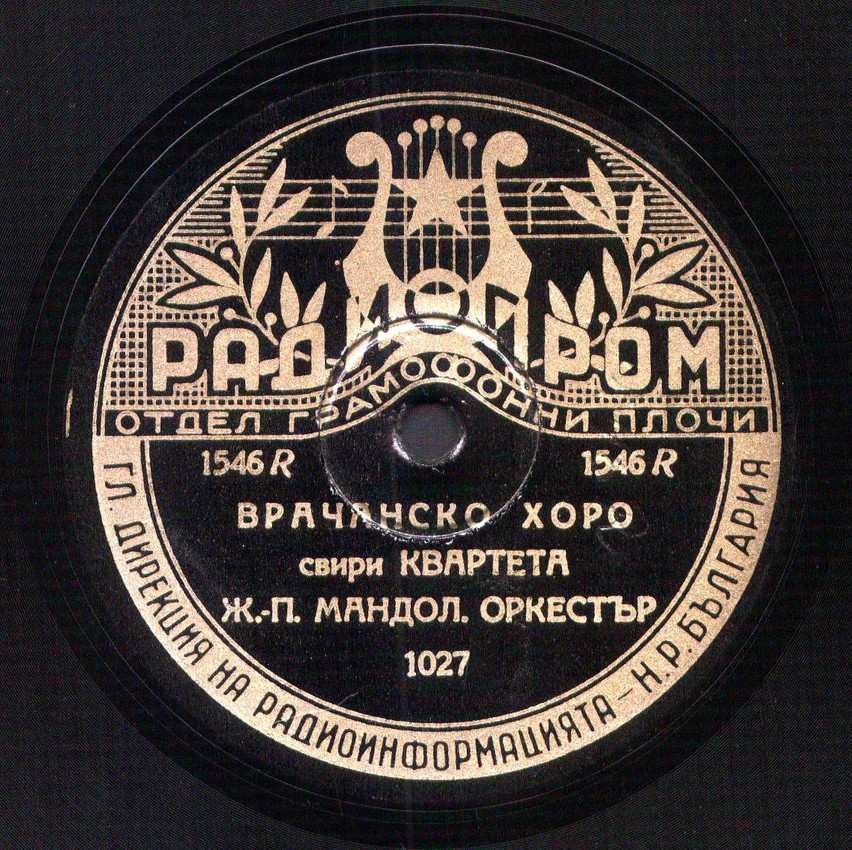 РАДИОПРОМ
ОТДЕЛ ГРАМОФОННИ ПЛОЧИ
1546 R 1546 R
ВРАЧАНСКО ХОРО
свири КВАРТЕТА
Ж.-П. МАНДОЛ. ОРКЕСТЪР
1027
ГЛ. ДИРЕКЦИЯ НА РАДИОИНФОРМАЦИЯТА – Н.Р. БЪЛГАРИЯ